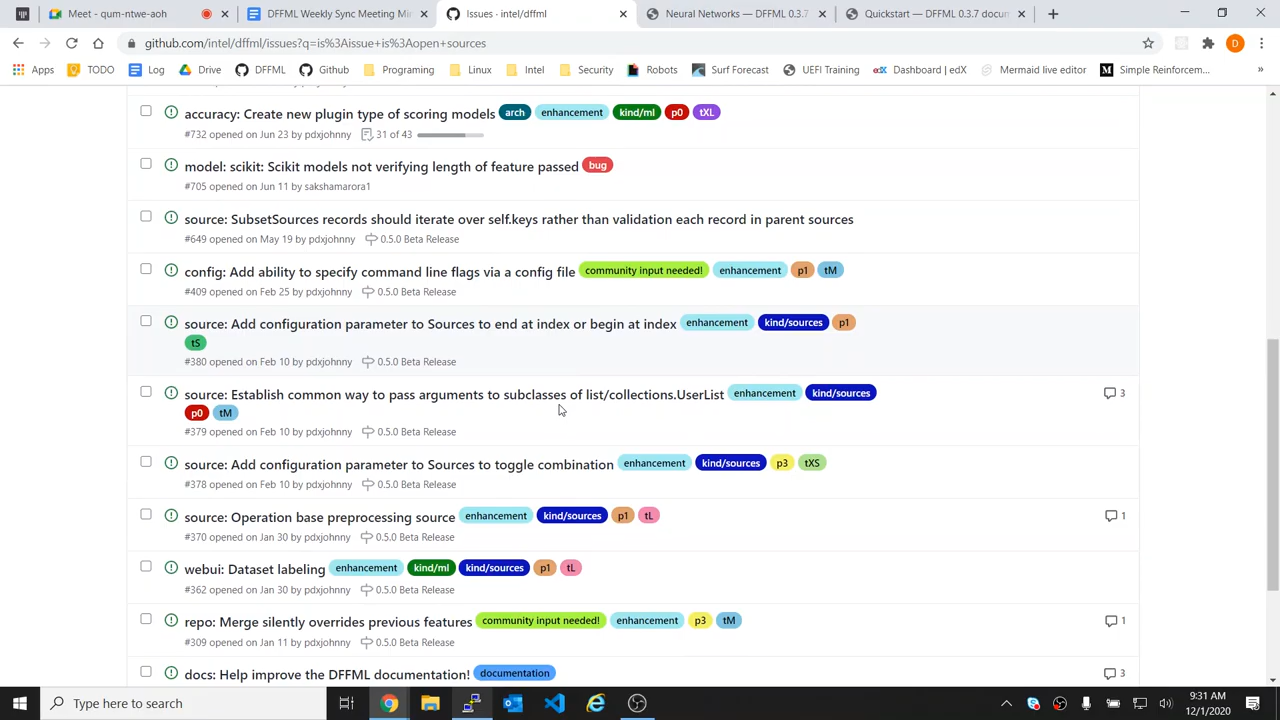 Meet - qum-ntwe-aoh
DFFML Weekly Sync Meeting Min
Issues · intel/dffml
Neural Networks — DFFML 0.3.7
Quickstart — DFFML 0.3.7 docum
github.com/intel/dffml/issues?q=is%3Aissue+is%3Aopen+sources
D
Apps TODO Log Drive DFFML Github Programing Linux Intel Security Robots Surf Forecast UEFI Training Dashboard | edX Mermaid live editor Simple Reinforcem... »
accuracy: Create new plugin type of scoring models arch enhancement kind/ml p0 tXL
#732 opened on Jun 23 by pdxjohnny 31 of 43
model: scikit: Scikit models not verifying length of feature passed bug
#705 opened on Jun 11 by sakshamarora1
source: SubsetSources records should iterate over self.keys rather than validation each record in parent sources
#649 opened on May 19 by pdxjohnny 0.5.0 Beta Release
config: Add ability to specify command line flags via a config file community input needed! enhancement p1 tM
#409 opened on Feb 25 by pdxjohnny 0.5.0 Beta Release
source: Add configuration parameter to Sources to end at index or begin at index enhancement kind/sources p1
tS
#380 opened on Feb 10 by pdxjohnny 0.5.0 Beta Release
source: Establish common way to pass arguments to subclasses of list/collections.UserList enhancement kind/sources 3
p0 tM
#379 opened on Feb 10 by pdxjohnny 0.5.0 Beta Release
source: Add configuration parameter to Sources to toggle combination enhancement kind/sources p3 tXS
#378 opened on Feb 10 by pdxjohnny 0.5.0 Beta Release
source: Operation base preprocessing source enhancement kind/sources p1 tL 1
#370 opened on Jan 30 by pdxjohnny 0.5.0 Beta Release
webui: Dataset labeling enhancement kind/ml kind/sources p1 tL
#362 opened on Jan 30 by pdxjohnny 0.5.0 Beta Release
repo: Merge silently overrides previous features community input needed! enhancement p3 tM 1
#309 opened on Jan 11 by pdxjohnny 0.5.0 Beta Release
docs: Help improve the DFFML documentation! documentation 3
Type here to search
9:31 AM
12/1/2020